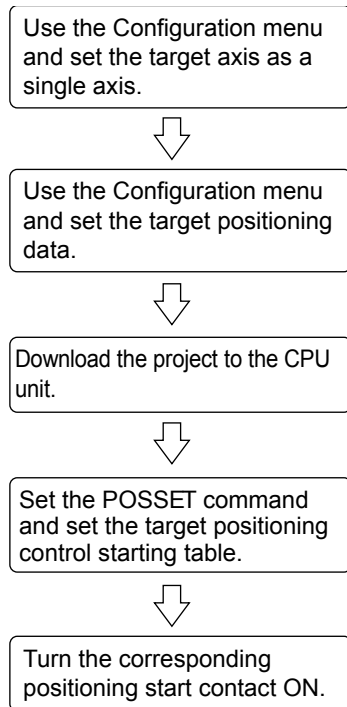 Use the Configuration menu
and set the target axis as a
single axis.
Use the Configuration menu
and set the target positioning
data.
Download the project to the CPU
unit.
Set the POSSET command
and set the target positioning
control starting table.
Turn the corresponding
positioning start contact ON.